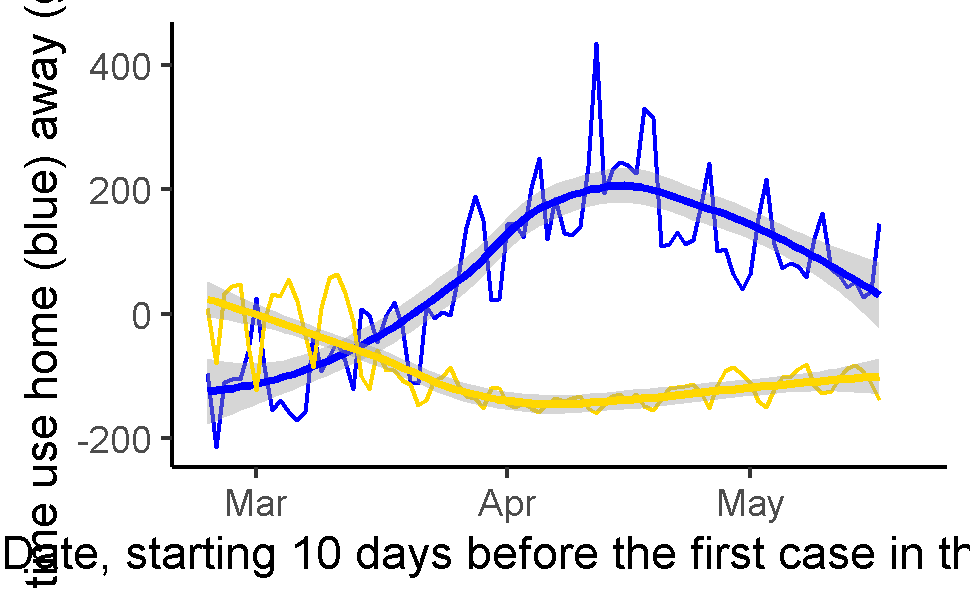 time use home (blue) away (
400
200
0
-200
Mar Apr May
Date, starting 10 days before the first case in th